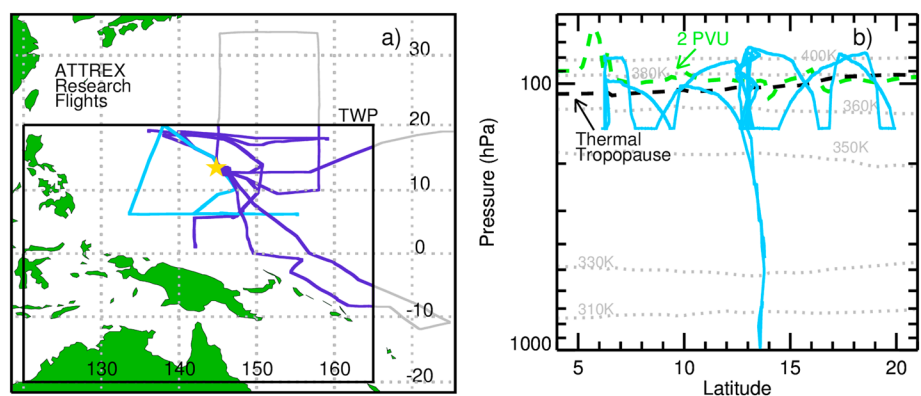 a)
30
ATTREX
Research
Flights
TWP
20
10
0
-10
130
140
150
160
-20
b)
2 PVU
400K
380K
100
360K
Thermal
Tropopause
350K
Pressure (hPa)
330K
310K
1000
5
10
15
20
Latitude